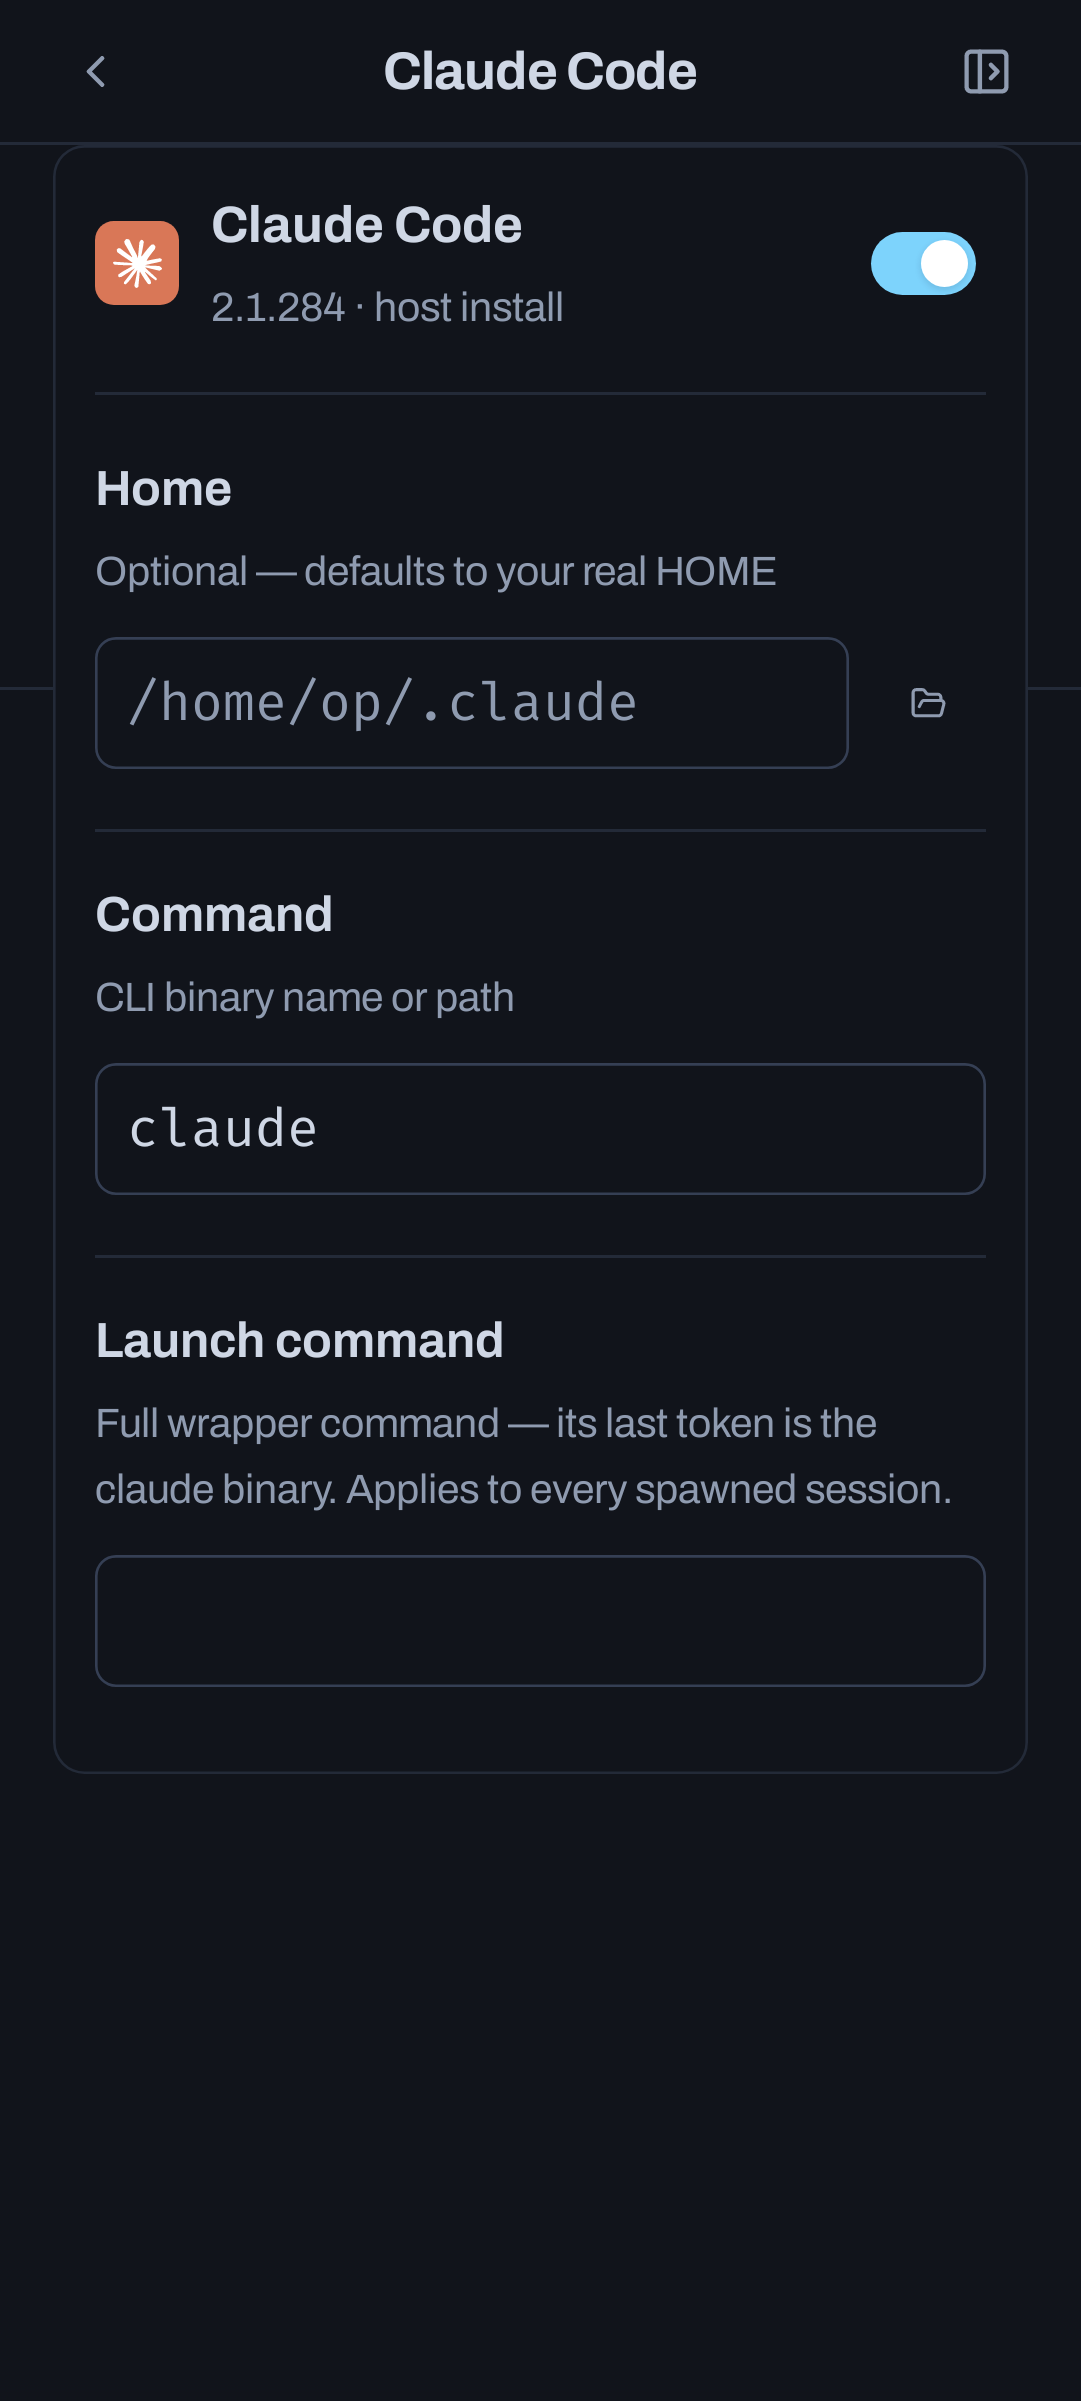 Claude Code
Claude Code
2.1.284 · host install
Home
Optional — defaults to your real HOME
/home/op/.claude
Command
CLI binary name or path
claude
Launch command
Full wrapper command — its last token is the
claude binary. Applies to every spawned session.